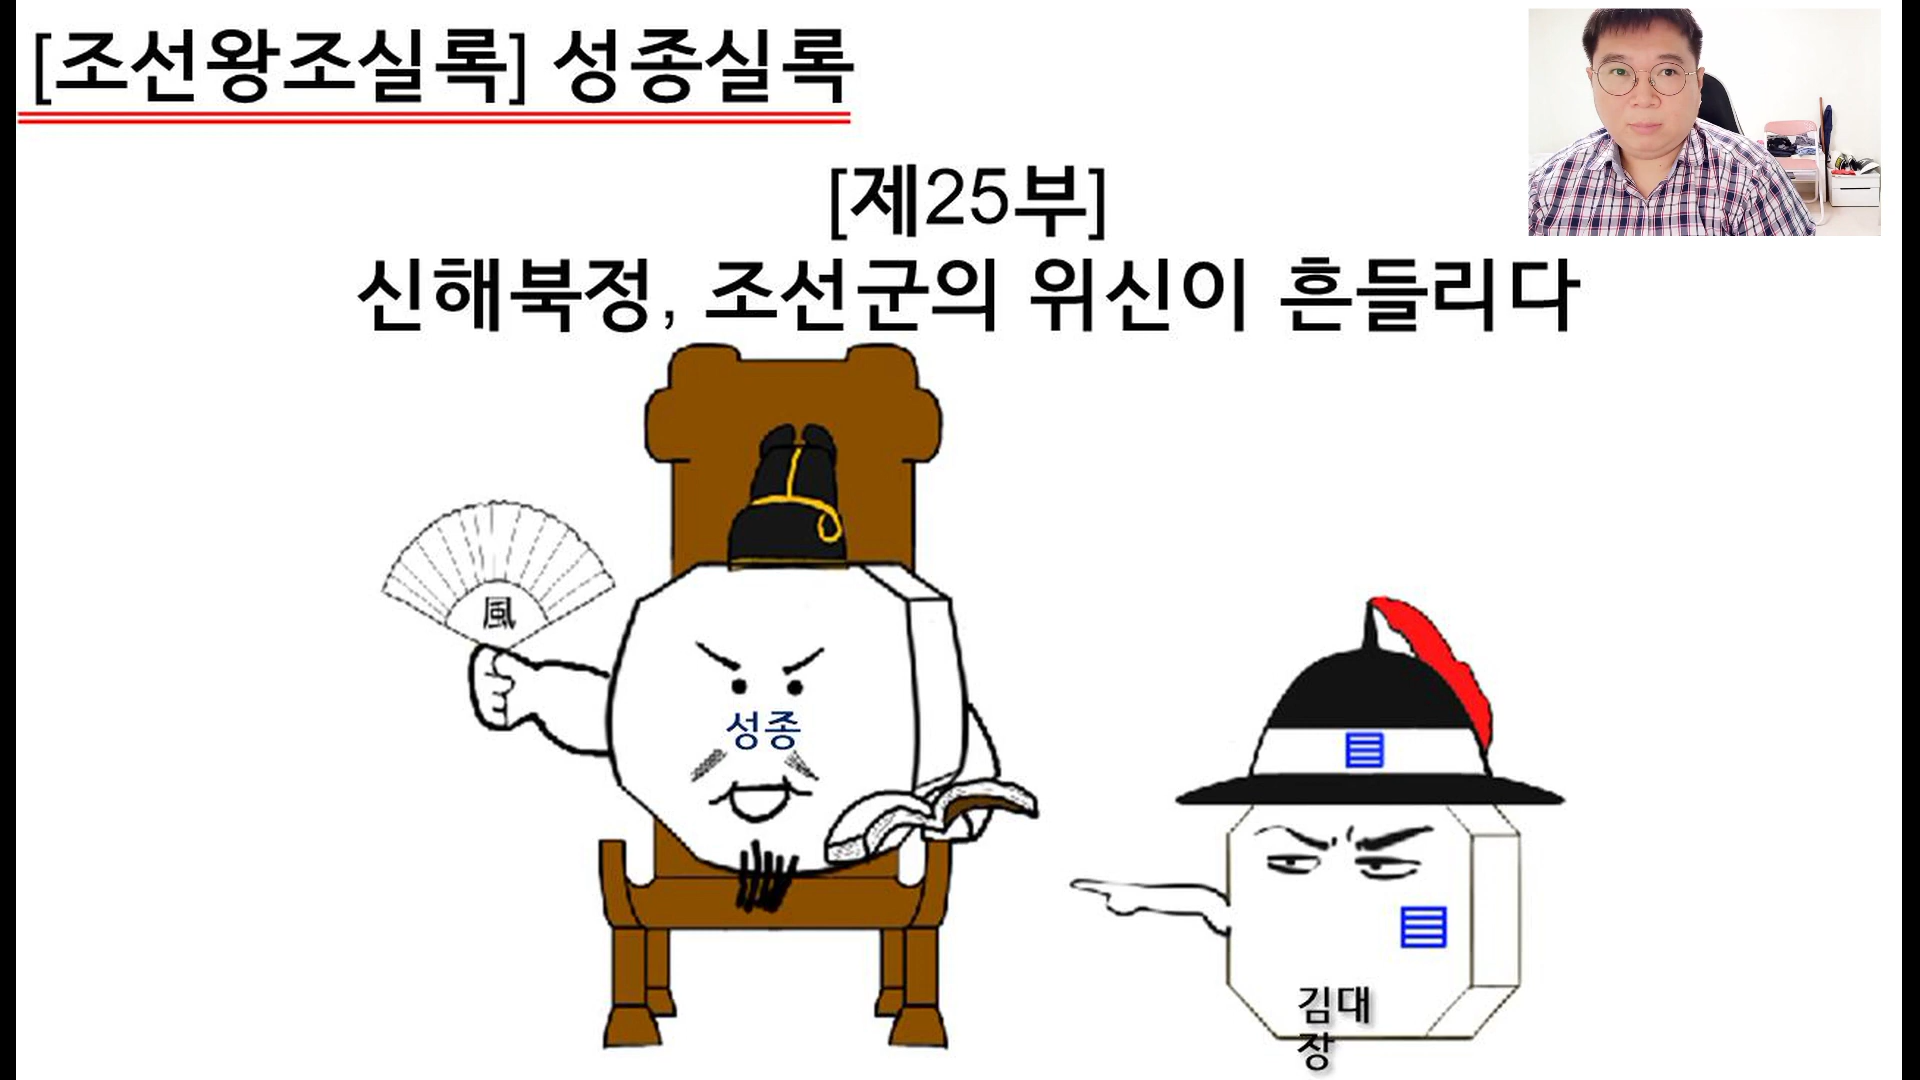 [조선왕조실록] 성종실록
[제25부]
신해북정, 조선군의 위신이 흔들리다
風
성종
김대
장